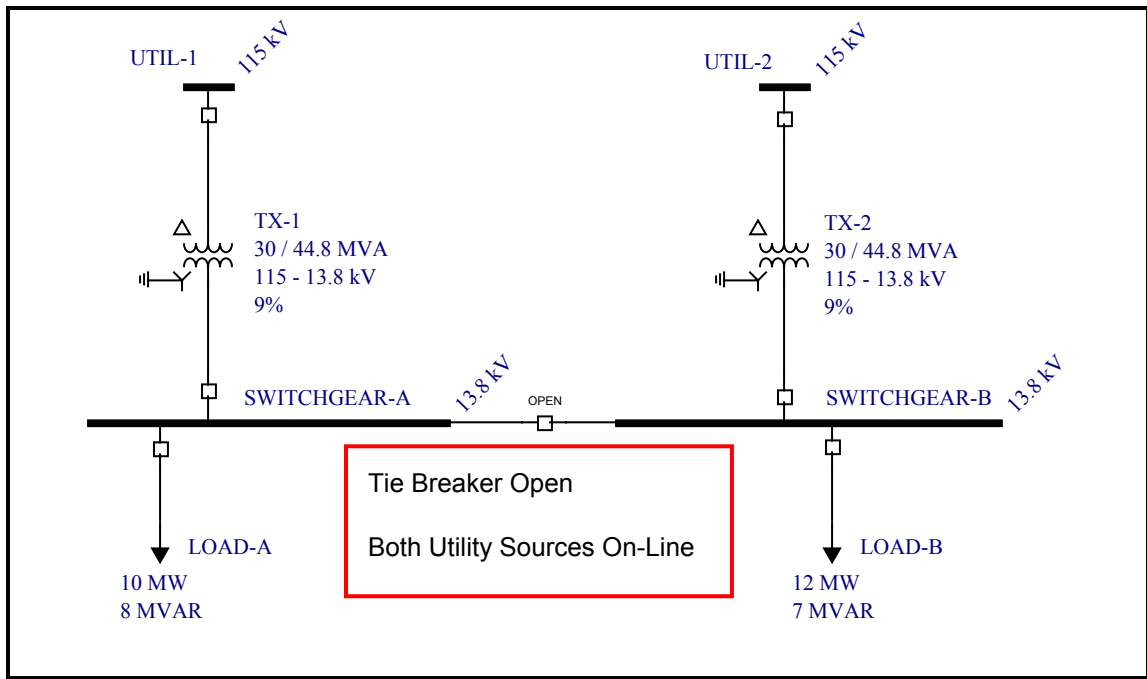 UTIL-1
115 kV
UTIL-2
115 kV
TX-1
30 / 44.8 MVA
115 - 13.8 kV
9%
TX-2
30 / 44.8 MVA
115 - 13.8 kV
9%
SWITCHGEAR-A
13.8 kV
OPEN
SWITCHGEAR-B
13.8 kV
Tie Breaker Open
Both Utility Sources On-Line
LOAD-A
10 MW
8 MVAR
LOAD-B
12 MW
7 MVAR